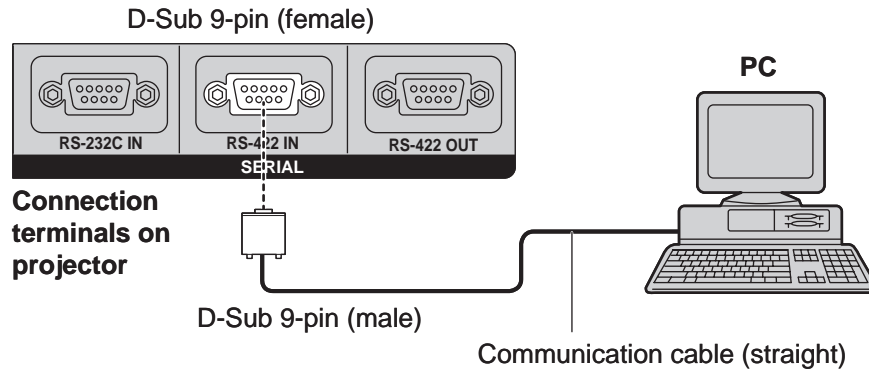 D-Sub 9-pin (female)
PC
RS-232C IN
RS-422 IN
RS-422 OUT
SERIAL
Connection
terminals on
projector
D-Sub 9-pin (male)
Communication cable (straight)